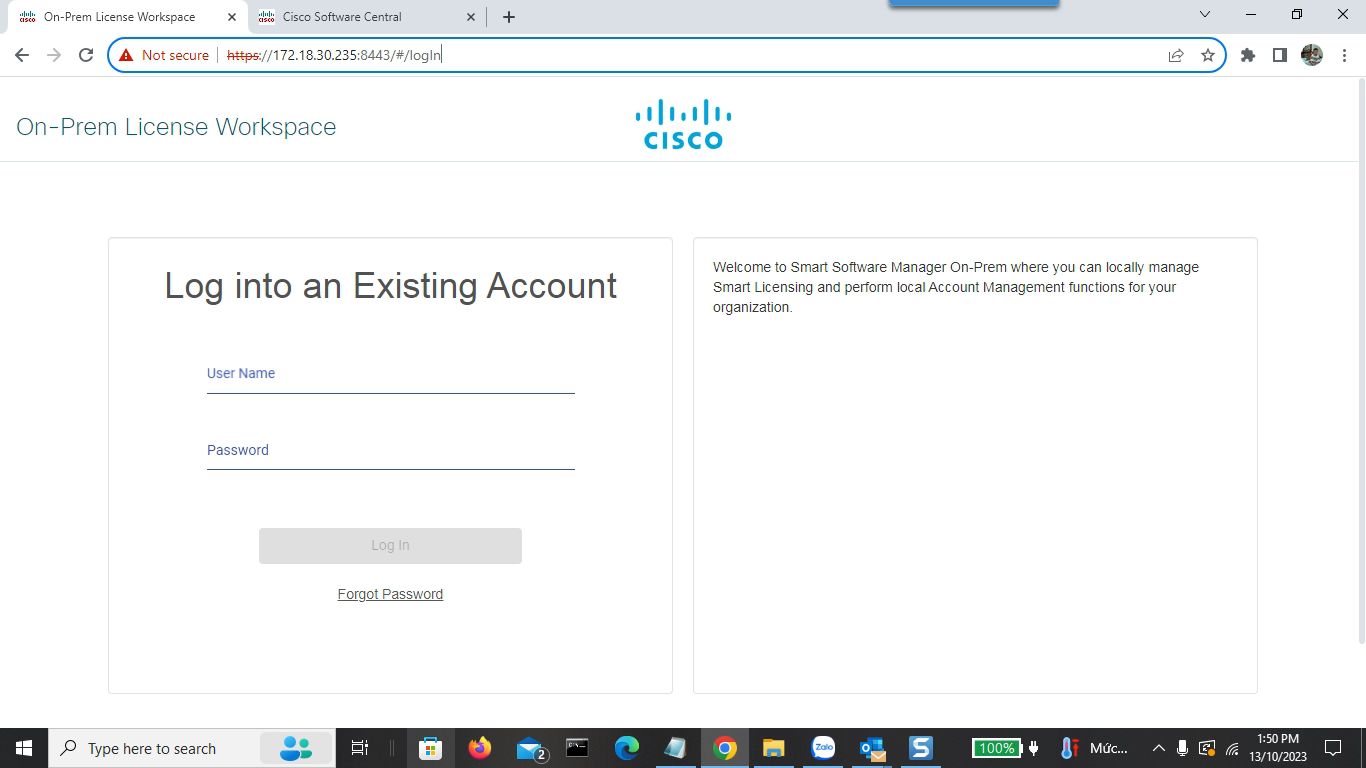 On-Prem License Workspace
Cisco Software Central
Not secure
https://172.18.30.235:8443/#/logIn
On-Prem License Workspace
CISCO
Log into an Existing Account
User Name
Password
Log In
Forgot Password
Welcome to Smart Software Manager On-Prem where you can locally manage
Smart Licensing and perform local Account Management functions for your
organization.
Type here to search
2
Zalo
S
100%
Mức...
1:50 PM
13/10/2023